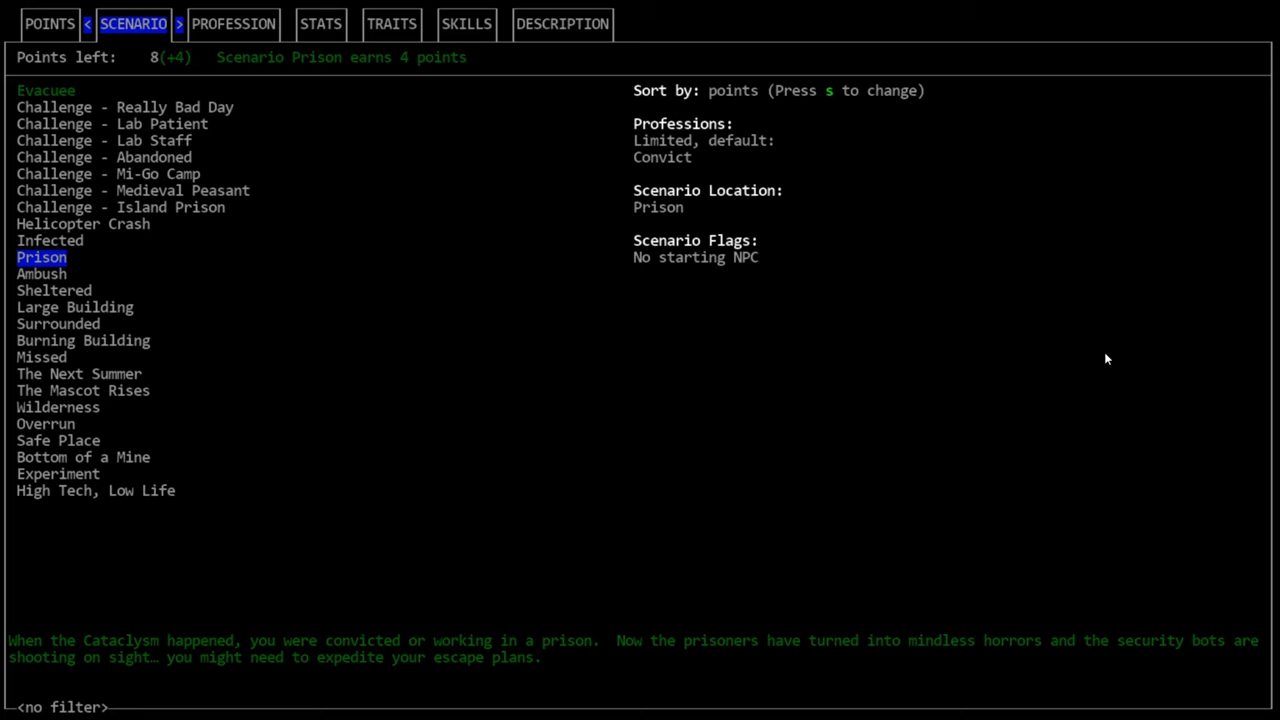 POINTS < SCENARIO > PROFESSION STATS TRAITS SKILLS DESCRIPTION
Points left: 8(+4) Scenario Prison earns 4 points
Evacuee
Challenge - Really Bad Day
Challenge - Lab Patient
Challenge - Lab Staff
Challenge - Abandoned
Challenge - Mi-Go Camp
Challenge - Medieval Peasant
Challenge - Island Prison
Helicopter Crash
Infected
Prison
Ambush
Sheltered
Large Building
Surrounded
Burning Building
Missed
The Next Summer
The Mascot Rises
Wilderness
Overrun
Safe Place
Bottom of a Mine
Experiment
High Tech, Low Life
Sort by: points (Press s to change)
Professions:
Limited, default:
Convict
Scenario Location:
Prison
Scenario Flags:
No starting NPC
When the Cataclysm happened, you were convicted or working in a prison. Now the prisoners have turned into mindless horrors and the security bots are
shooting on sight… you might need to expedite your escape plans.
<no filter>